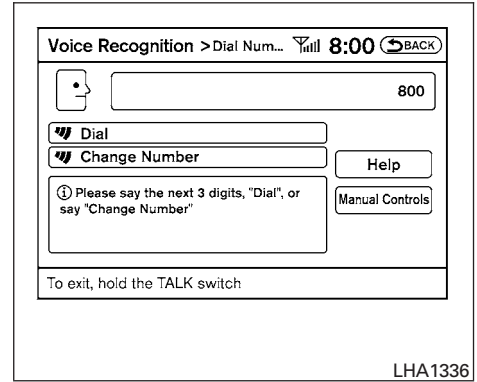 Voice Recognition >Dial Num... 8:00 BACK
800
Dial
Change Number
Help
Please say the next 3 digits, "Dial", or
say "Change Number"
Manual Controls
To exit, hold the TALK switch
LHA1336